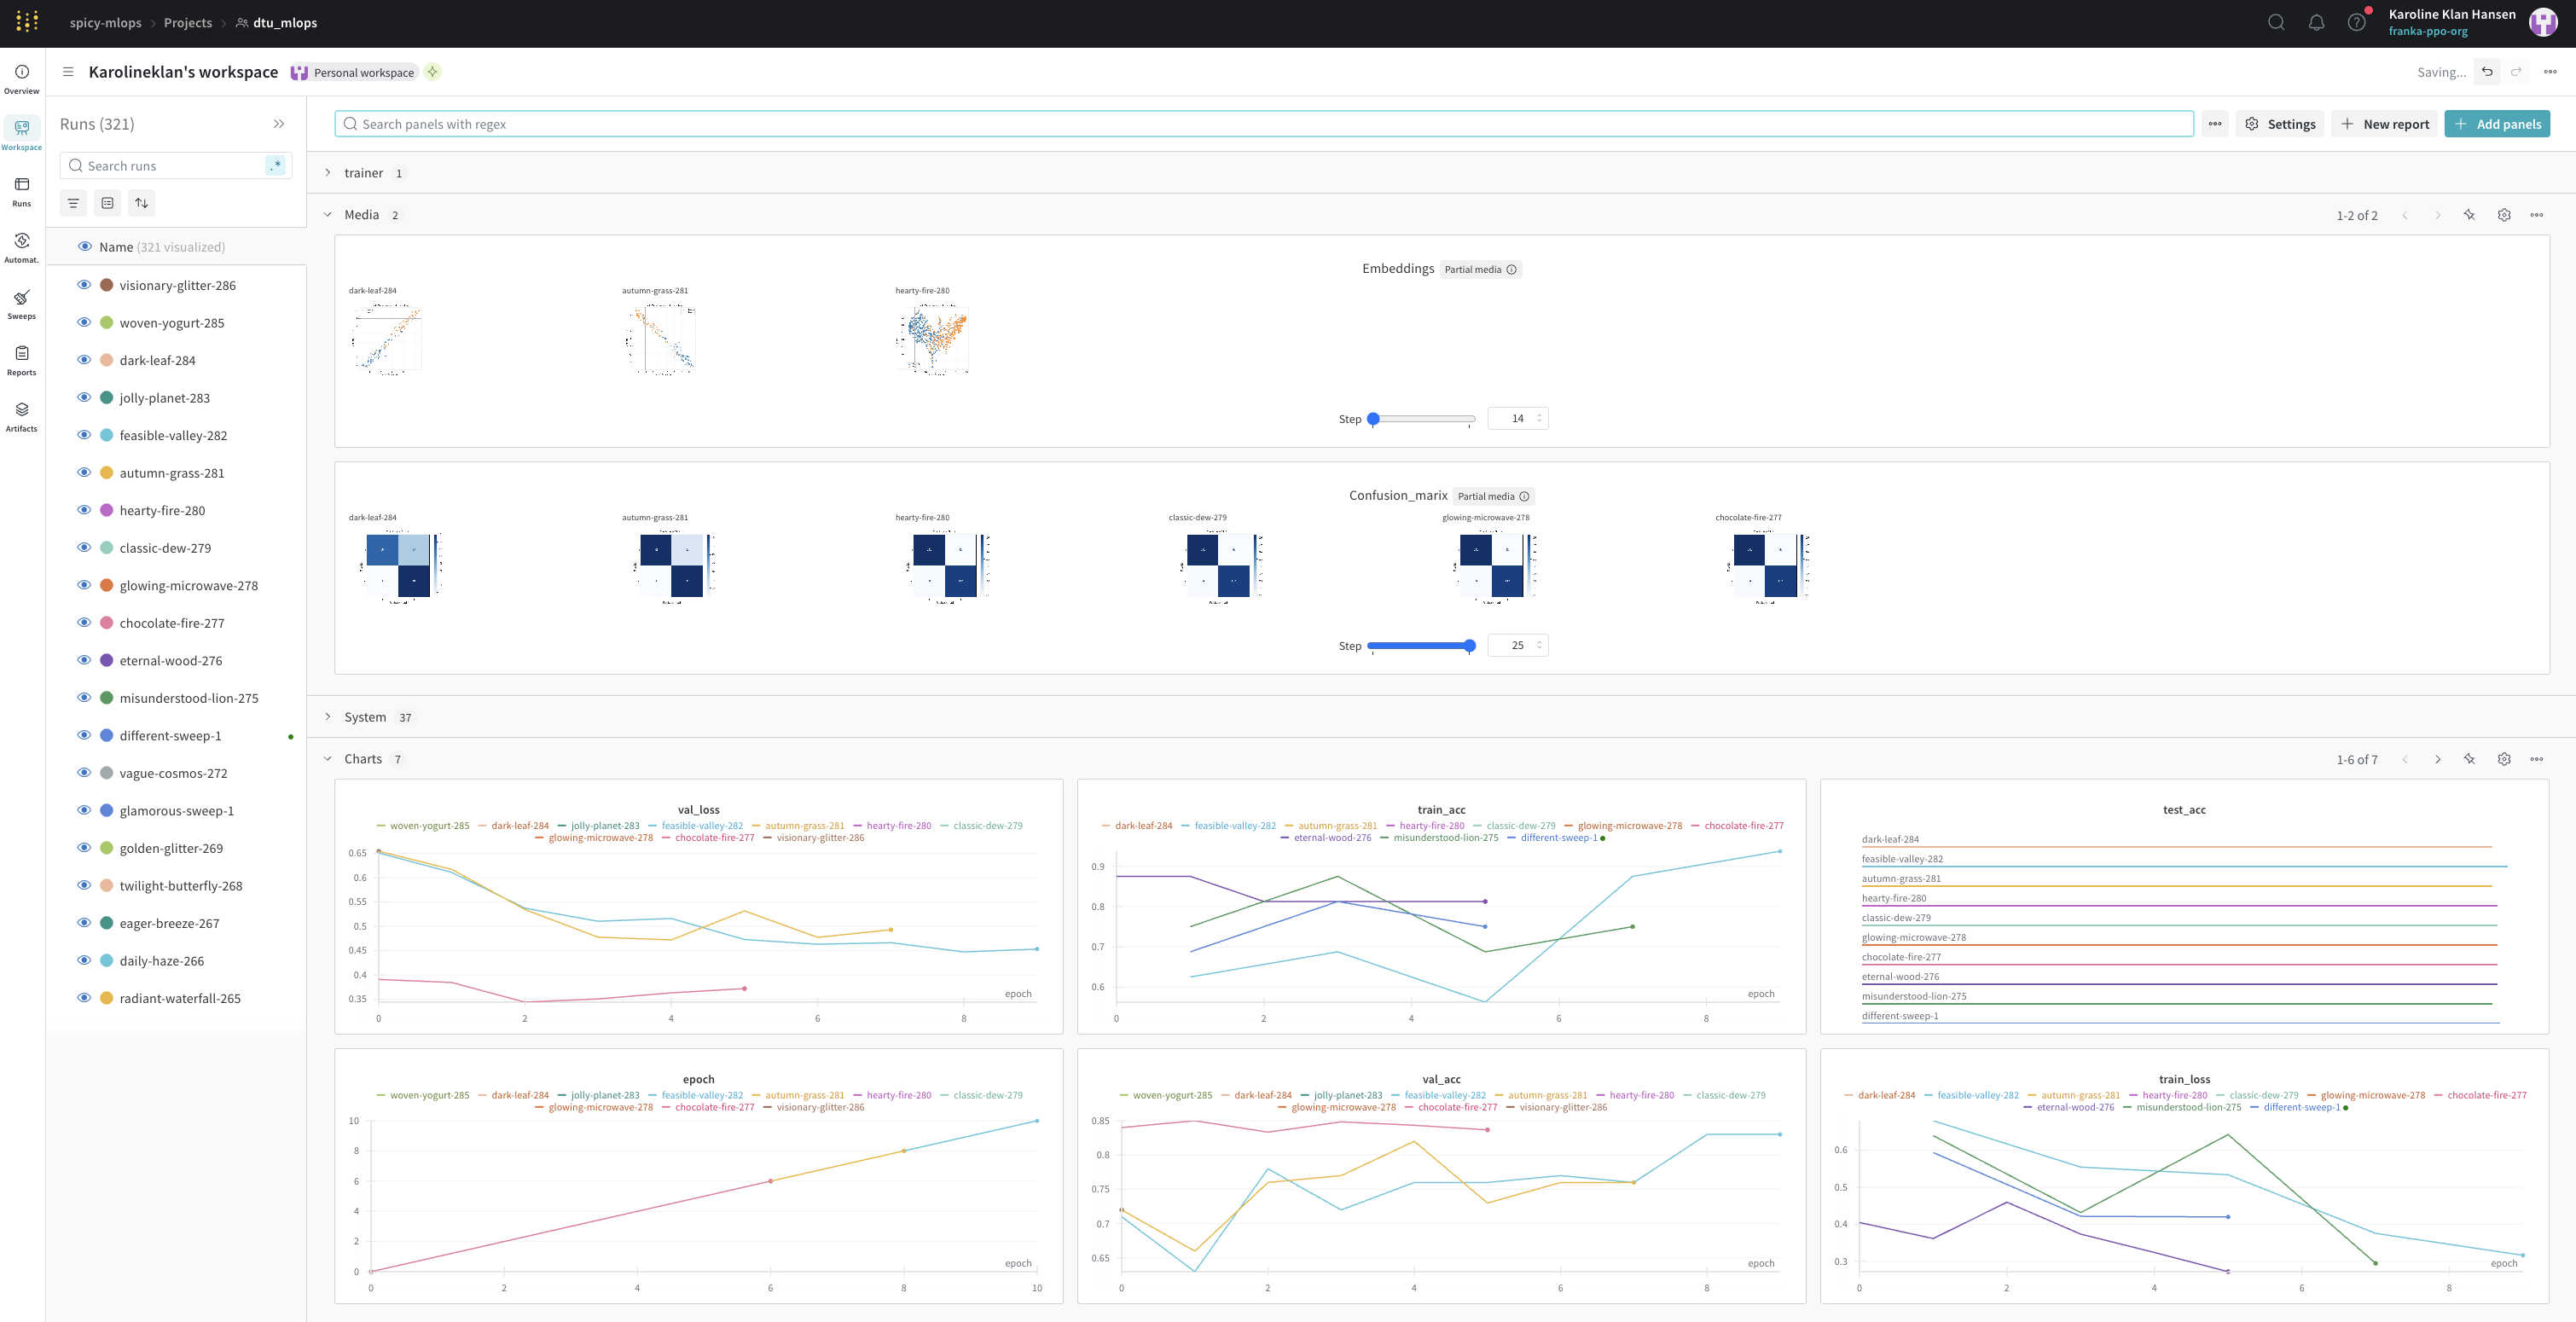 spicy-mlops > Projects > dtu_mlops
Karoline Klan Hansen
franka-ppo-org
Karolineklan's workspace Personal workspace
Saving...
Overview
Workspace
Runs
Automat.
Sweeps
Reports
Artifacts
Runs (321)
Search runs
.*
Name (321 visualized)
visionary-glitter-286
woven-yogurt-285
dark-leaf-284
jolly-planet-283
feasible-valley-282
autumn-grass-281
hearty-fire-280
classic-dew-279
glowing-microwave-278
chocolate-fire-277
eternal-wood-276
misunderstood-lion-275
different-sweep-1
vague-cosmos-272
glamorous-sweep-1
golden-glitter-269
twilight-butterfly-268
eager-breeze-267
daily-haze-266
radiant-waterfall-265
Search panels with regex
Settings
New report
Add panels
trainer 1
Media 2
1-2 of 2
Embeddings Partial media
dark-leaf-284 autumn-grass-281 hearty-fire-280
Step 14
Confusion_marix Partial media
dark-leaf-284 autumn-grass-281 hearty-fire-280 classic-dew-279 glowing-microwave-278 chocolate-fire-277
Step 25
System 37
Charts 7
1-6 of 7
val_loss
woven-yogurt-285 dark-leaf-284 jolly-planet-283 feasible-valley-282 autumn-grass-281 hearty-fire-280 classic-dew-279
glowing-microwave-278 chocolate-fire-277 visionary-glitter-286
0.65
0.6
0.55
0.5
0.45
0.4
0.35
epoch
0 2 4 6 8
train_acc
dark-leaf-284 feasible-valley-282 autumn-grass-281 hearty-fire-280 classic-dew-279 glowing-microwave-278 chocolate-fire-277
eternal-wood-276 misunderstood-lion-275 different-sweep-1
0.9
0.8
0.7
0.6
epoch
0 2 4 6 8
test_acc
dark-leaf-284
feasible-valley-282
autumn-grass-281
hearty-fire-280
classic-dew-279
glowing-microwave-278
chocolate-fire-277
eternal-wood-276
misunderstood-lion-275
different-sweep-1
epoch
woven-yogurt-285 dark-leaf-284 jolly-planet-283 feasible-valley-282 autumn-grass-281 hearty-fire-280 classic-dew-279
glowing-microwave-278 chocolate-fire-277 visionary-glitter-286
10
8
6
4
2
0
epoch
0 2 4 6 8 10
val_acc
woven-yogurt-285 dark-leaf-284 jolly-planet-283 feasible-valley-282 autumn-grass-281 hearty-fire-280 classic-dew-279
glowing-microwave-278 chocolate-fire-277 visionary-glitter-286
0.85
0.8
0.75
0.7
0.65
epoch
0 2 4 6 8
train_loss
dark-leaf-284 feasible-valley-282 autumn-grass-281 hearty-fire-280 classic-dew-279 glowing-microwave-278 chocolate-fire-277
eternal-wood-276 misunderstood-lion-275 different-sweep-1
0.6
0.5
0.4
0.3
epoch
0 2 4 6 8